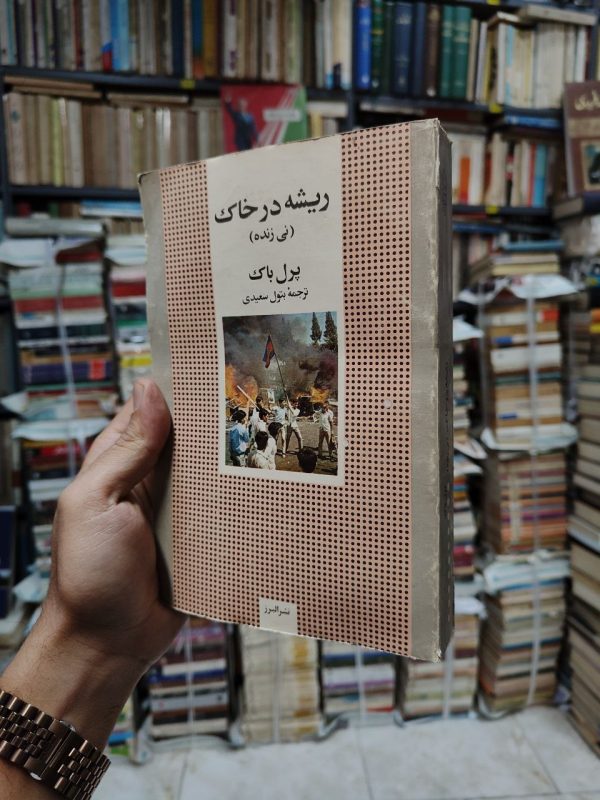 ریشه در خاک
(نی زنده)
پرل باک
ترجمهٔ بتول سعیدی
نشر البرز